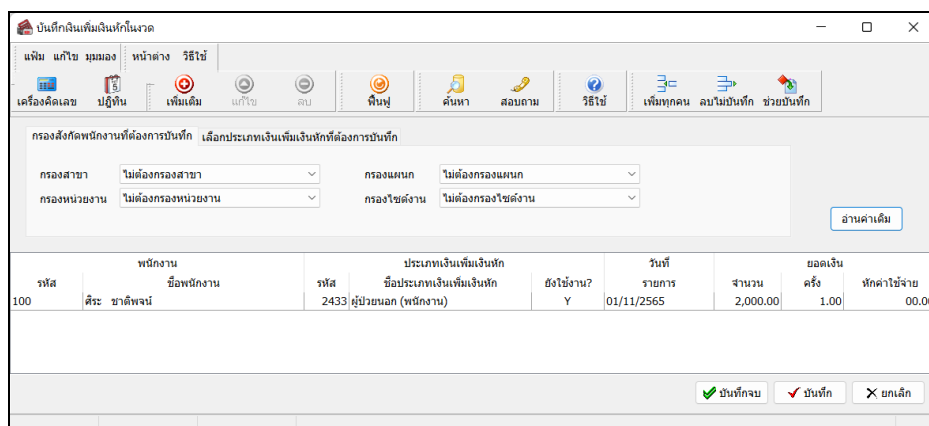 บันทึกเงินเพิ่มเงินหักในงวด
แฟ้ม แก้ไข มุมมอง หน้าต่าง วิธีใช้
เครื่องคิดเลข ปฏิทิน เพิ่มเติม แก้ไข ลบ ฟื้นฟู ค้นหา สอบถาม วิธีใช้ เพิ่มทุกคน ลบไม่บันทึก ช่วยบันทึก
กรองสังกัดพนักงานที่ต้องการบันทึก เลือกประเภทเงินเพิ่มเงินหักที่ต้องการบันทึก
กรองสาขา ไม่ต้องกรองสาขา กรองแผนก ไม่ต้องกรองแผนก
กรองหน่วยงาน ไม่ต้องกรองหน่วยงาน กรองไซด์งาน ไม่ต้องกรองไซด์งาน
อ่านค่าเดิม
พนักงาน ประเภทเงินเพิ่มเงินหัก วันที่ ยอดเงิน
รหัส ชื่อพนักงาน รหัส ชื่อประเภทเงินเพิ่มเงินหัก ยังใช้งาน? รายการ จำนวน ครั้ง หักค่าใช้จ่าย
100 ศิระ ชาติพจน์ 2433 ผู้ป่วยนอก (พนักงาน) Y 01/11/2565 2,000.00 1.00 00.00
บันทึกจบ บันทึก ยกเลิก